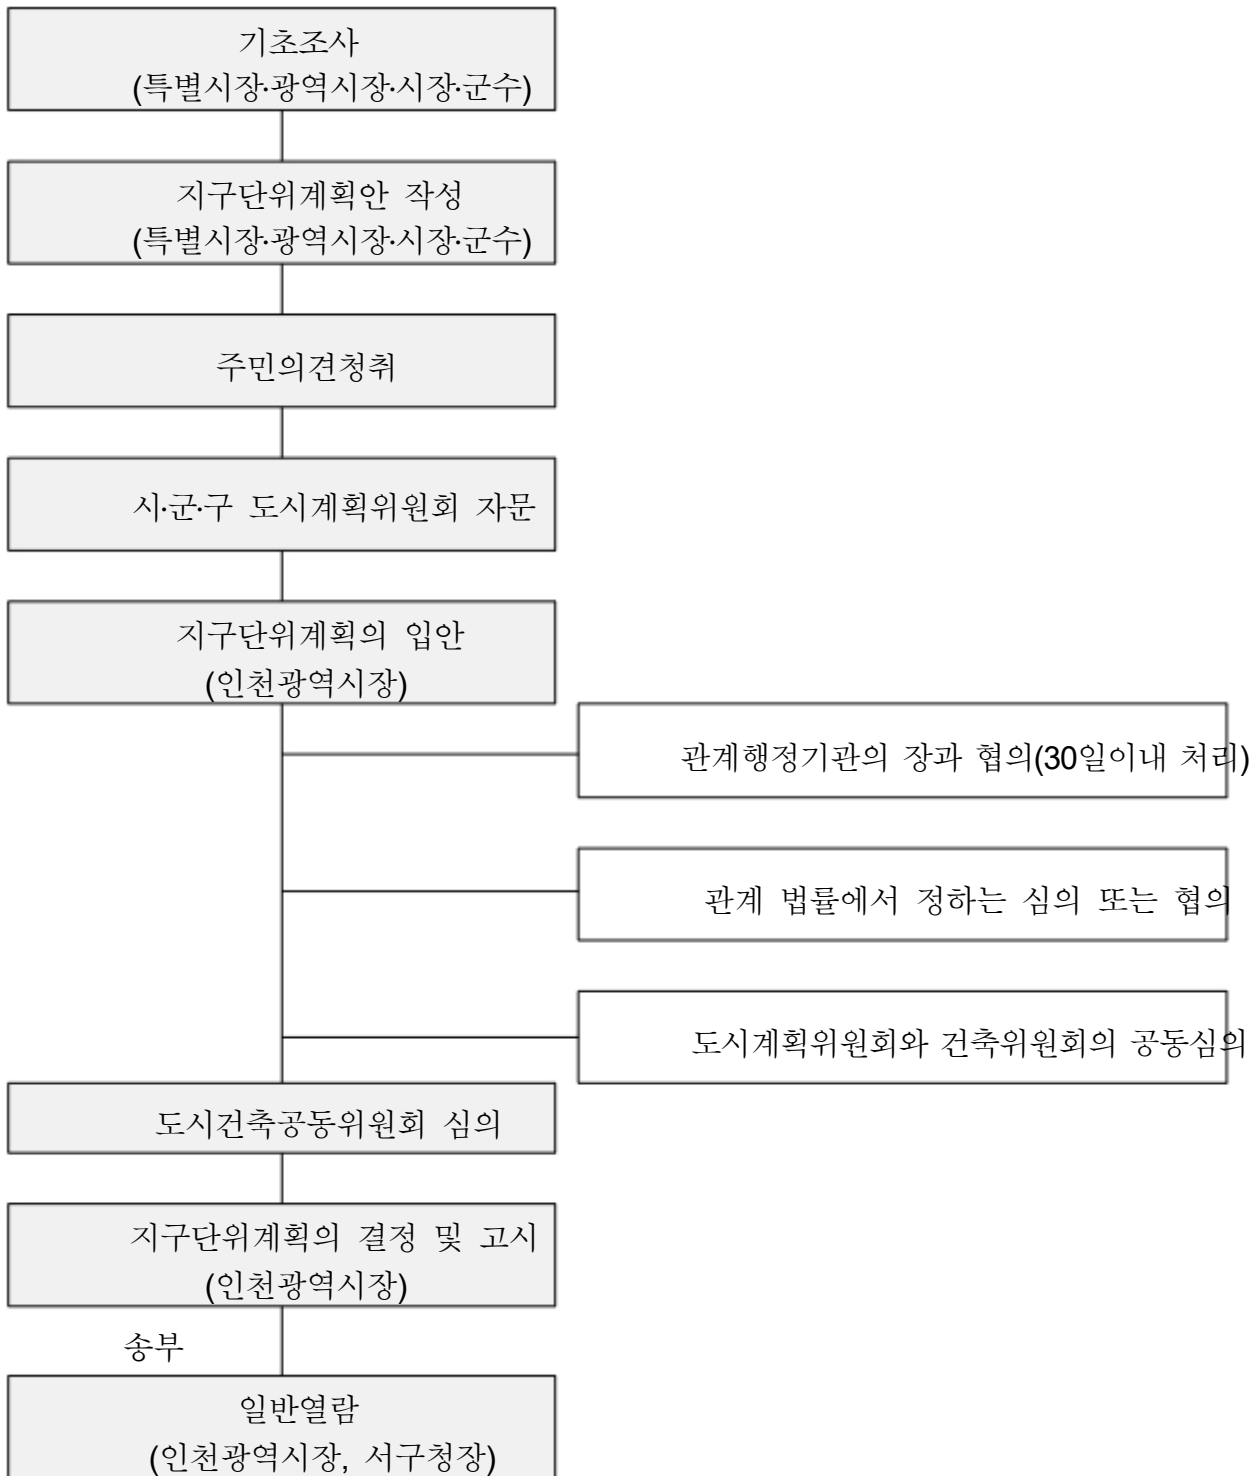 기초조사
(특별시장·광역시장·시장·군수)
지구단위계획안 작성
(특별시장·광역시장·시장·군수)
주민의견청취
시·군·구 도시계획위원회 자문
지구단위계획의 입안
(인천광역시장)
관계행정기관의 장과 협의(30일이내 처리)
관계 법률에서 정하는 심의 또는 협의
도시계획위원회와 건축위원회의 공동심의
도시건축공동위원회 심의
지구단위계획의 결정 및 고시
(인천광역시장)
송부
일반열람
(인천광역시장, 서구청장)